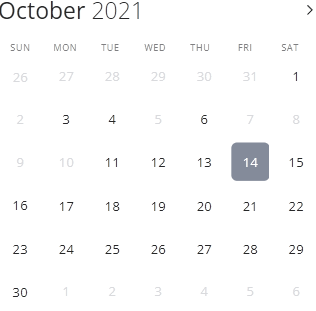 October 2021
SUN MON TUE WED THU FRI SAT
26 27 28 29 30 31 1
2 3 4 5 6 7 8
9 10 11 12 13 14 15
16 17 18 19 20 21 22
23 24 25 26 27 28 29
30 1 2 3 4 5 6